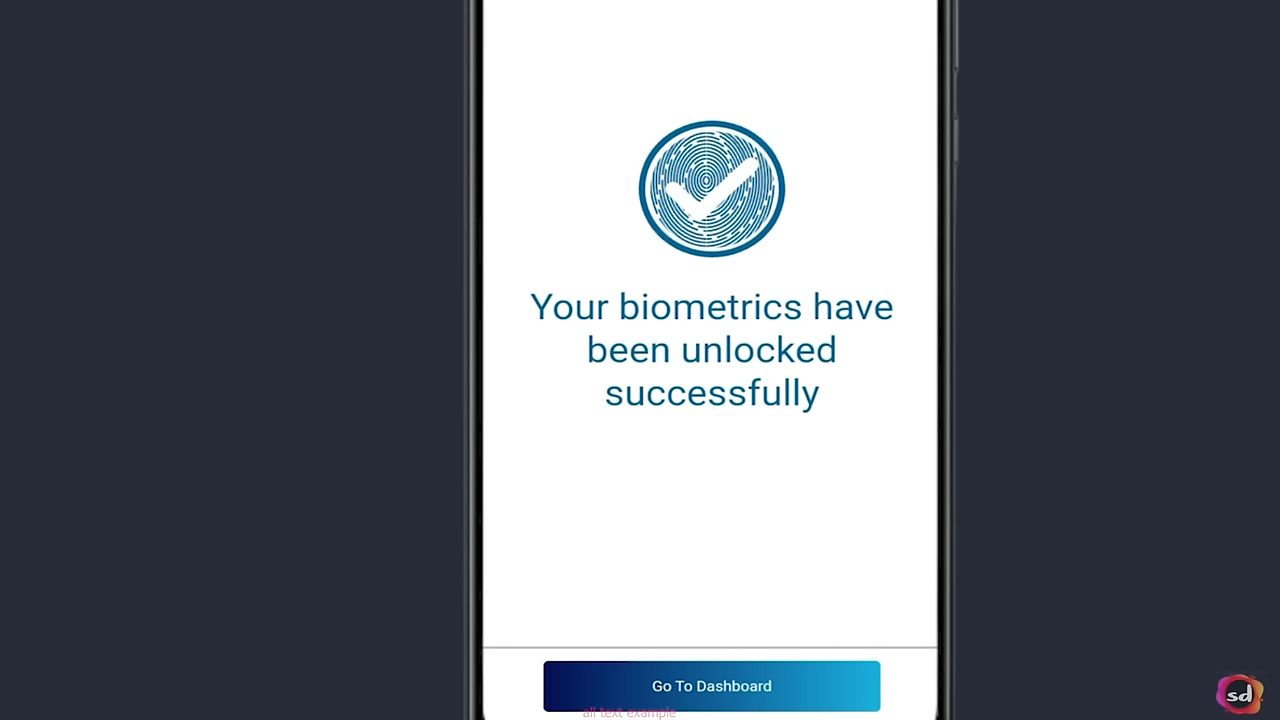 Your biometrics have
been unlocked
successfully
Go To Dashboard
all text example
sd